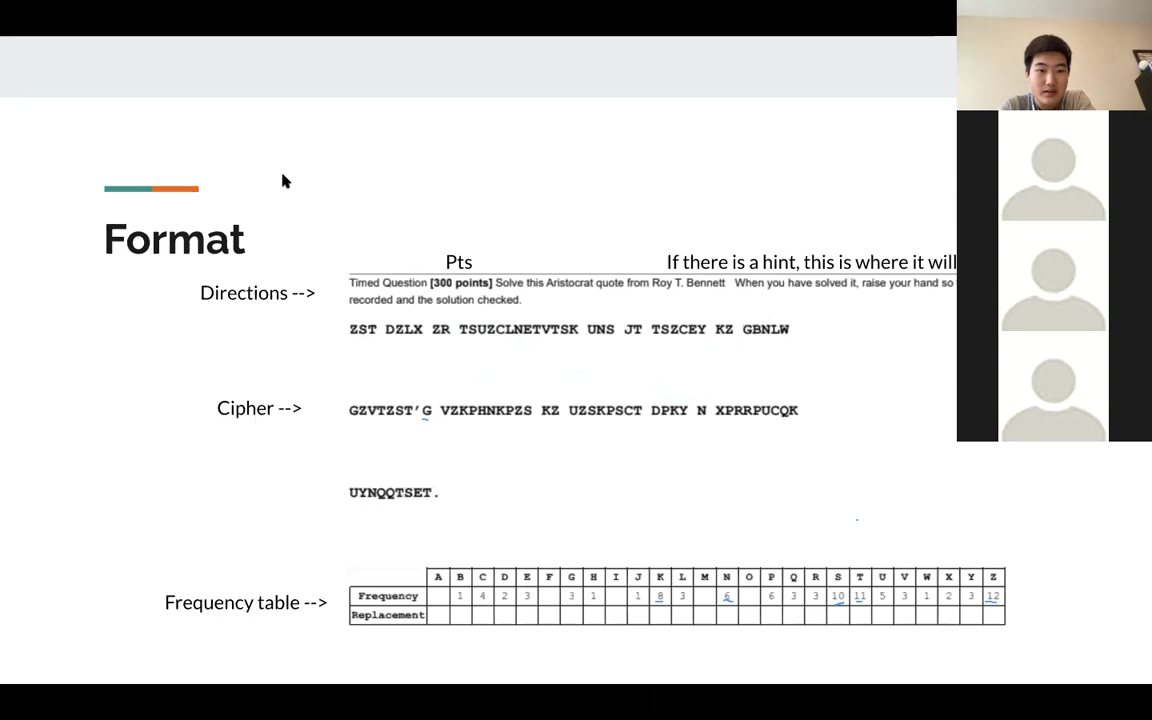 Format
Pts If there is a hint, this is where it will
Directions --> Timed Question [300 points] Solve this Aristocrat quote from Roy T. Bennett When you have solved it, raise your hand so
recorded and the solution checked.
ZST DZLX ZR TSUZCLNETVTSK UNS JT TSZCEY KZ GBNLW
Cipher --> GZVTZST'G VZKPHNKPZS KZ UZSKPSCT DPKY N XPRRPUCQK
UYNQQTSET.
A B C D E F G H I J K L M N O P Q R S T U V W X Y Z
Frequency table --> Frequency 1 4 2 3 3 1 1 8 3 6 6 3 3 10 11 5 3 1 2 3 12
Replacement